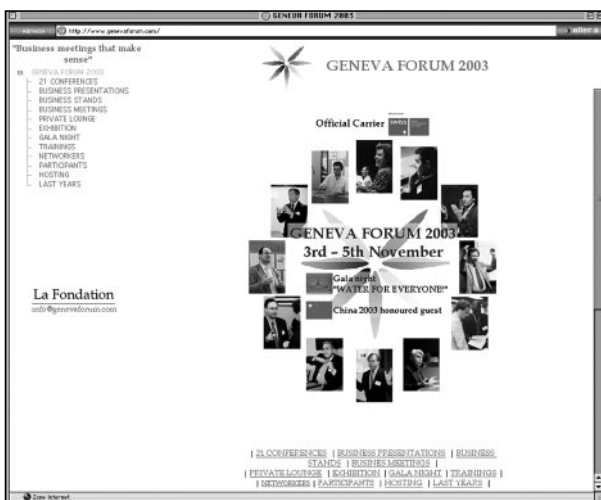 GENEVA FORUM 2003
http://www.genevaforum.com/
"Business meetings that make
sense"
GENEVA FORUM 2003
21 CONFERENCES
BUSINESS PRESENTATIONS
BUSINESS STANDS
BUSINESS MEETINGS
PRIVATE LOUNGE
EXHIBITION
GALA NIGHT
TRAININGS
NETWORKERS
PARTICIPANTS
HOSTING
LAST YEARS
La Fondation
info@genevaforum.com
GENEVA FORUM 2003
Official Carrier
swiss
GENEVA FORUM 2003
3rd – 5th November
Gala night
"WATER FOR EVERYONE!"
China 2003 honoured guest
| 21 CONFERENCES | BUSINESS PRESENTATIONS | BUSINESS
STANDS | BUSINES MEETINGS |
| PRIVATE LOUNGE | EXHIBITION | GALA NIGHT | TRAININGS |
| NETWORKERS | PARTICIPANTS | HOSTING | LAST YEARS |
Zone Internet